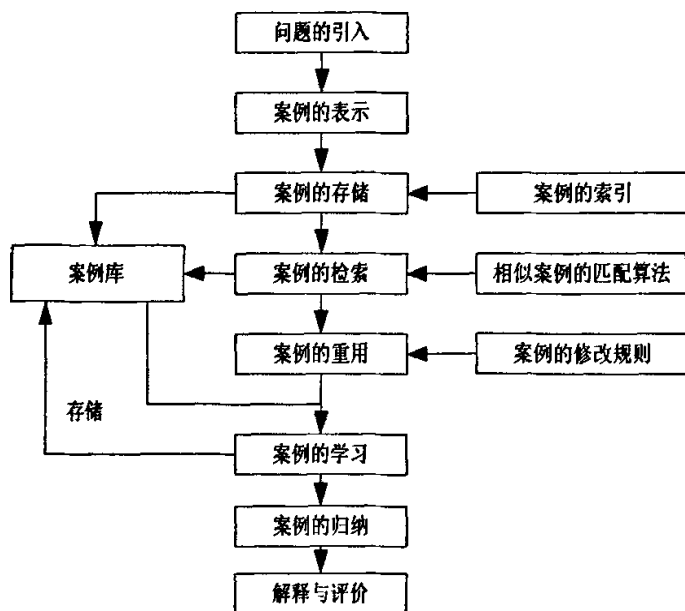 问题的引入
案例的表示
案例的存储
案例的索引
案例库
案例的检索
相似案例的匹配算法
案例的重用
案例的修改规则
存储
案例的学习
案例的归纳
解释与评价